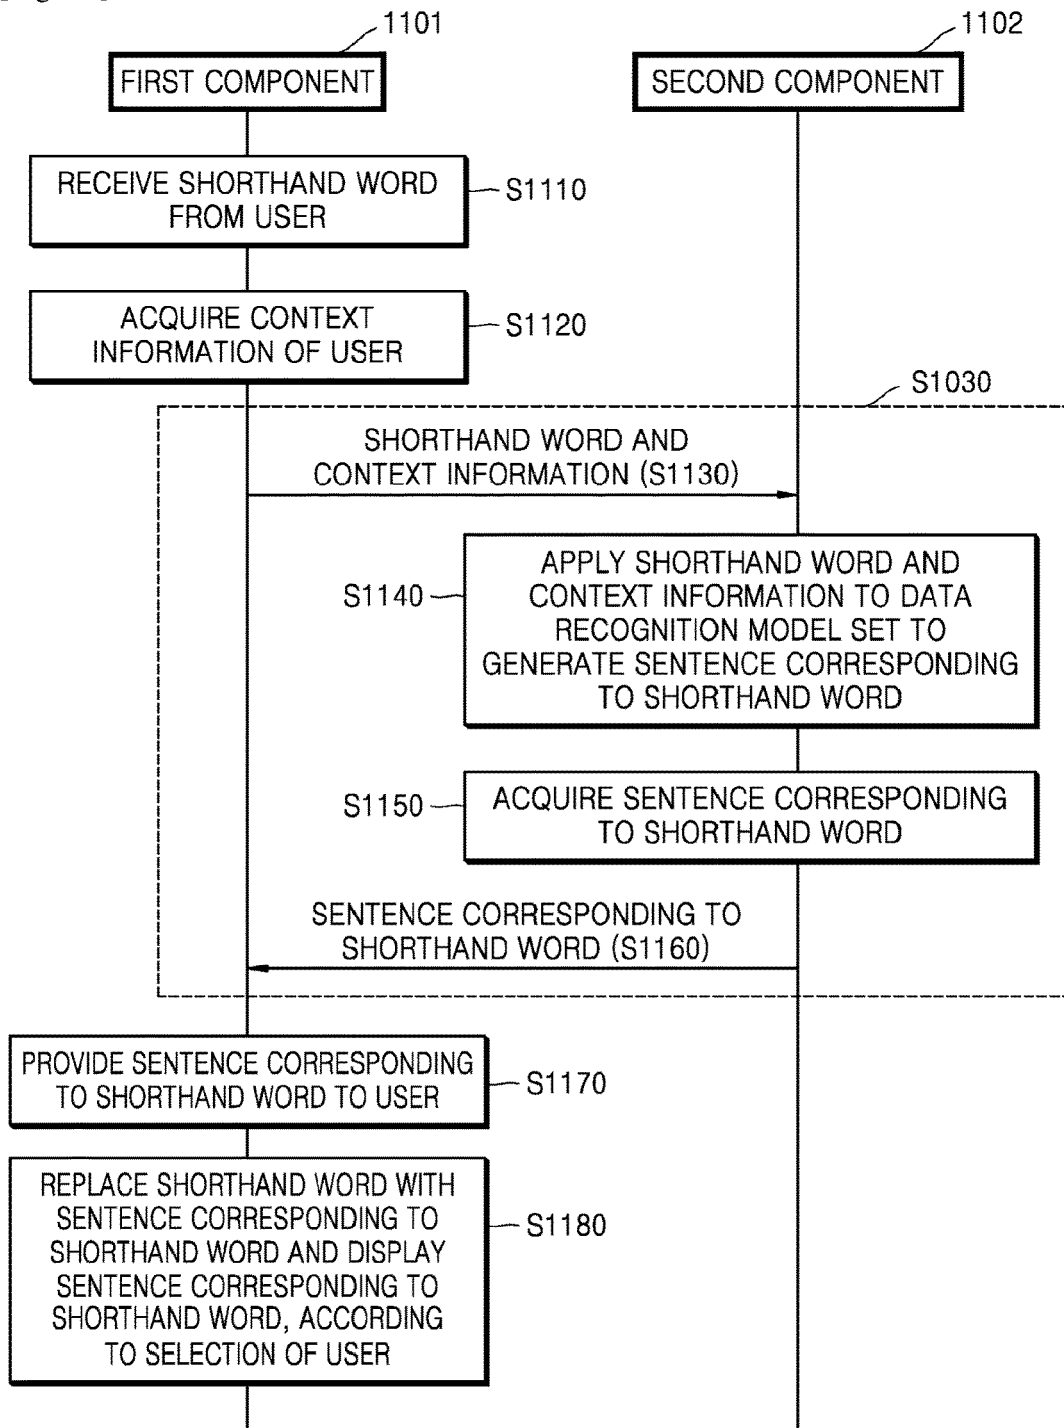 1101
1102
FIRST COMPONENT
SECOND COMPONENT
RECEIVE SHORTHAND WORD
FROM USER
S1110
ACQUIRE CONTEXT
INFORMATION OF USER
S1120
S1030
SHORTHAND WORD AND
CONTEXT INFORMATION (S1130)
S1140
APPLY SHORTHAND WORD AND
CONTEXT INFORMATION TO DATA
RECOGNITION MODEL SET TO
GENERATE SENTENCE CORRESPONDING
TO SHORTHAND WORD
S1150
ACQUIRE SENTENCE CORRESPONDING
TO SHORTHAND WORD
SENTENCE CORRESPONDING TO
SHORTHAND WORD (S1160)
PROVIDE SENTENCE CORRESPONDING
TO SHORTHAND WORD TO USER
S1170
REPLACE SHORTHAND WORD WITH
SENTENCE CORRESPONDING TO
SHORTHAND WORD AND DISPLAY
SENTENCE CORRESPONDING TO
SHORTHAND WORD, ACCORDING
TO SELECTION OF USER
S1180